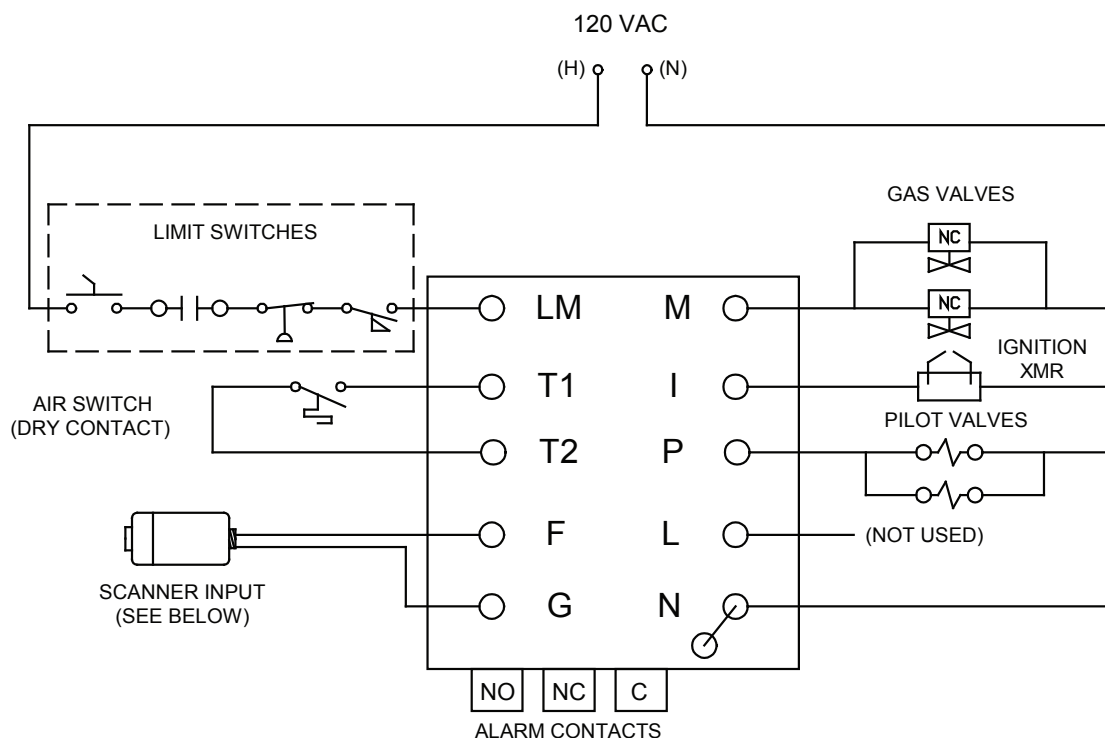 120 VAC
(H)
(N)
GAS VALVES
NC
LIMIT SWITCHES
NC
LM
M
IGNITION
XMR
AIR SWITCH
(DRY CONTACT)
T1
I
PILOT VALVES
T2
P
F
L
(NOT USED)
SCANNER INPUT
(SEE BELOW)
G
N
NO
NC
C
ALARM CONTACTS